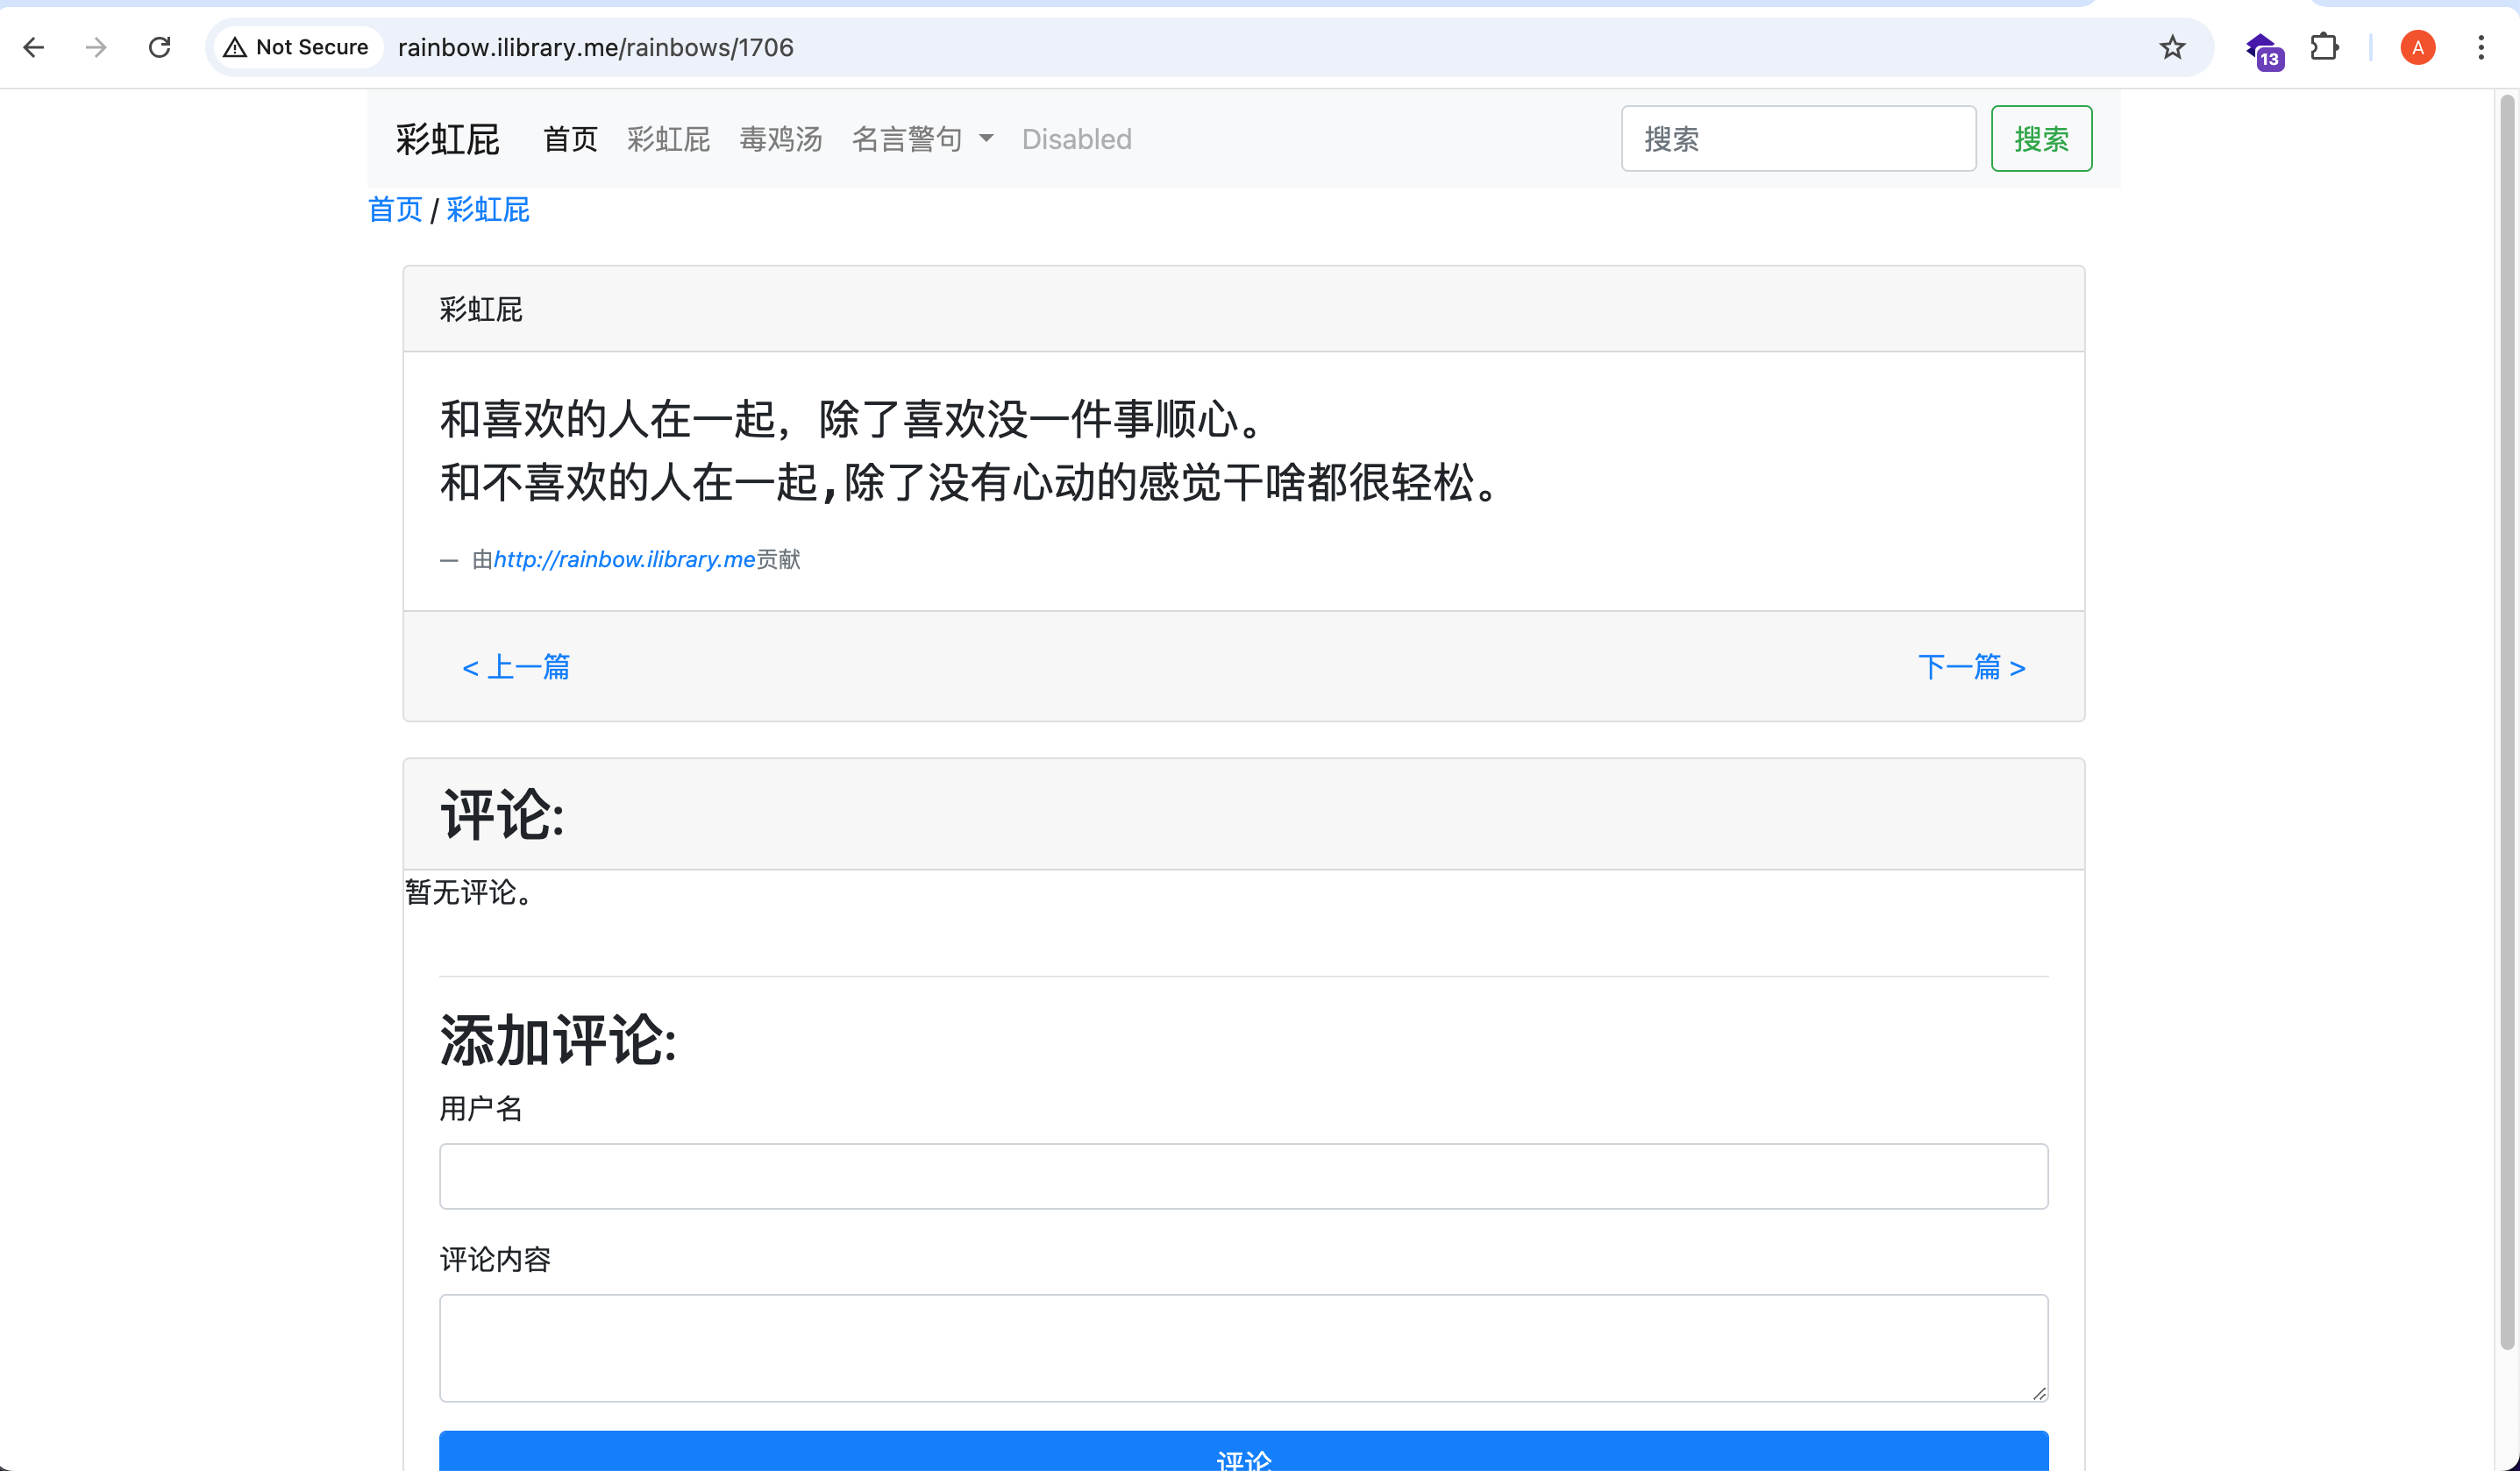 Not Secure rainbow.ilibrary.me/rainbows/1706
13
A
彩虹屁 首页 彩虹屁 毒鸡汤 名言警句 Disabled 搜索 搜索
首页 / 彩虹屁
彩虹屁
和喜欢的人在一起，除了喜欢没一件事顺心。
和不喜欢的人在一起,除了没有心动的感觉干啥都很轻松。
— 由http://rainbow.ilibrary.me贡献
< 上一篇 下一篇 >
评论:
暂无评论。
添加评论:
用户名
评论内容
评论